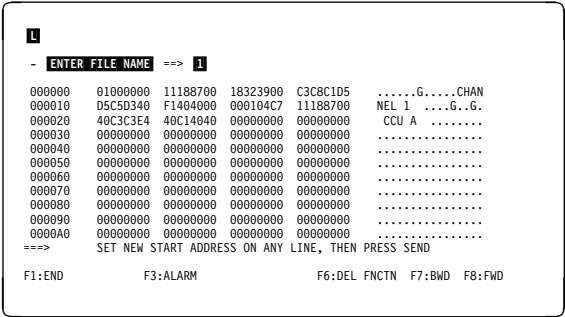 L
- ENTER FILE NAME ==> 1
000000 01000000 11188700 18323900 C3C8C1D5 ......G.....CHAN
000010 D5C5D340 F1404000 000104C7 11188700 NEL 1 ....G..G.
000020 40C3C3E4 40C14040 00000000 00000000 CCU A ........
000030 00000000 00000000 00000000 00000000 ................
000040 00000000 00000000 00000000 00000000 ................
000050 00000000 00000000 00000000 00000000 ................
000060 00000000 00000000 00000000 00000000 ................
000070 00000000 00000000 00000000 00000000 ................
000080 00000000 00000000 00000000 00000000 ................
000090 00000000 00000000 00000000 00000000 ................
0000A0 00000000 00000000 00000000 00000000 ................
===> SET NEW START ADDRESS ON ANY LINE, THEN PRESS SEND
F1:END F3:ALARM F6:DEL FNCTN F7:BWD F8:FWD